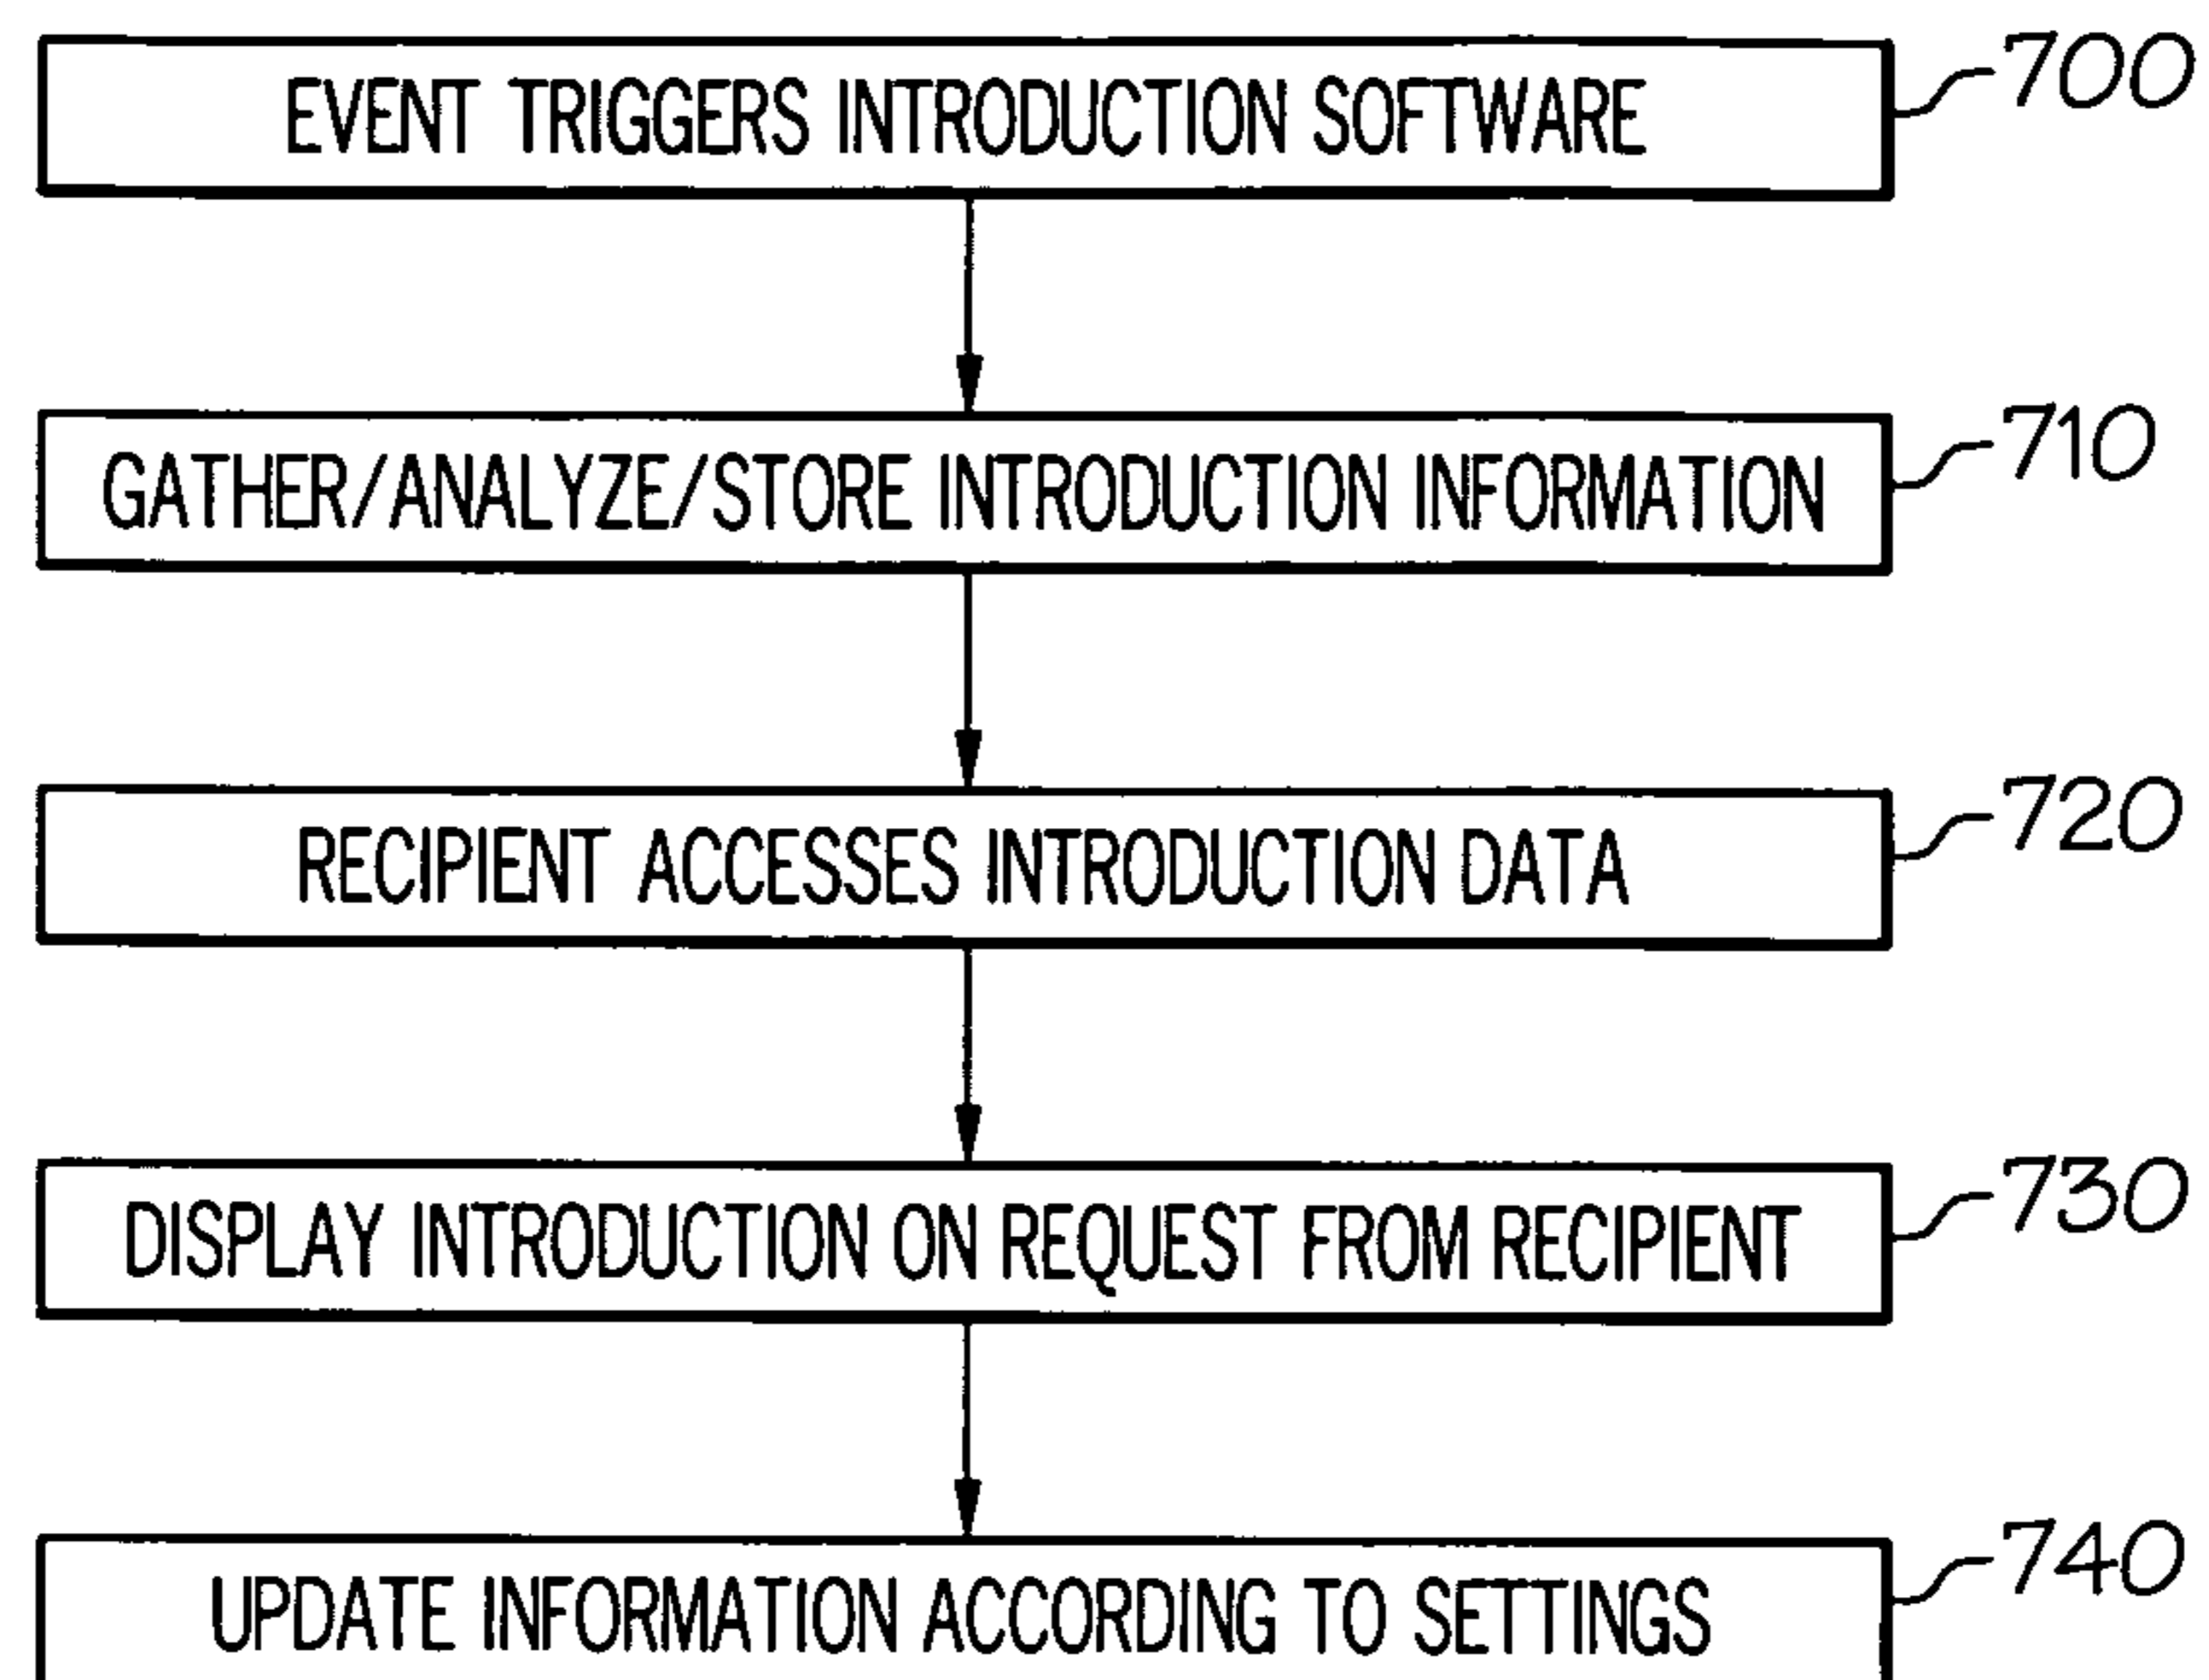 EVENT TRIGGERS INTRODUCTION SOFTWARE 700
GATHER/ANALYZE/STORE INTRODUCTION INFORMATION 710
RECIPIENT ACCESSES INTRODUCTION DATA 720
DISPLAY INTRODUCTION ON REQUEST FROM RECIPIENT 730
UPDATE INFORMATION ACCORDING TO SETTINGS 740